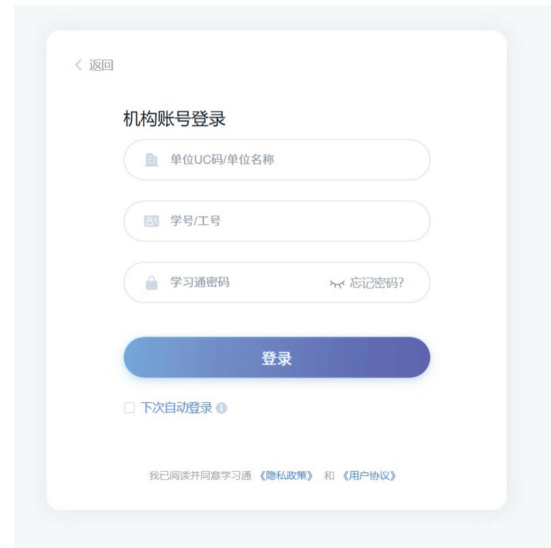 返回
机构账号登录
单位UC码/单位名称
学号/工号
学习通密码 忘记密码?
登录
下次自动登录
我已阅读并同意学习通《隐私政策》 和 《用户协议》